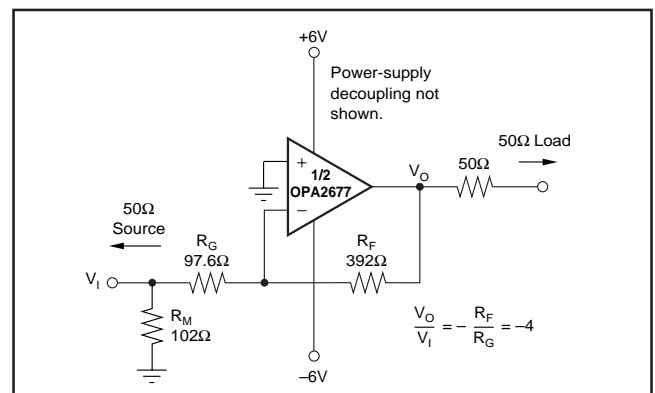 +6V
Power-supply
decoupling not
shown.
50Ω Load
+
1/2
OPA2677
−
VO
50Ω
50Ω
Source
RG
97.6Ω
RF
392Ω
VI
RM
102Ω
VO/VI = − RF/RG = −4
−6V